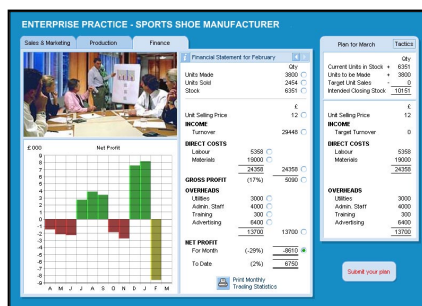 ENTERPRISE PRACTICE - SPORTS SHOE MANUFACTURER
Sales & Marketing
Production
Finance
£000
Net Profit
9
8
7
6
5
4
3
2
1
0
-1
-2
-3
-4
-5
-6
-7
-8
-9
A M J J A S O N D J F M
Financial Statement for February
Qty
Units Made 3800
Units Sold 2454
Stock 6351
£
Unit Selling Price 12
INCOME
Turnover 29448
DIRECT COSTS
Labour 5358
Materials 19000
24358 24358
GROSS PROFIT (17%) 5090
OVERHEADS
Utilities 3000
Admin. Staff 4000
Training 300
Advertising 6400
13700 13700
NET PROFIT
For Month (-29%) -8610
To Date (2%) 6750
Print Monthly
Trading Statistics
Plan for March
Tactics
Qty
Current Units in Stock + 6351
Units to be Made + 3800
Target Unit Sales - 0
Intended Closing Stock 10151
£
Unit Selling Price 12
INCOME
Target Turnover 0
DIRECT COSTS
Labour 5358
Materials 19000
24358
OVERHEADS
Utilities 3000
Admin. Staff 4000
Training 300
Advertising 6400
13700
Submit your plan